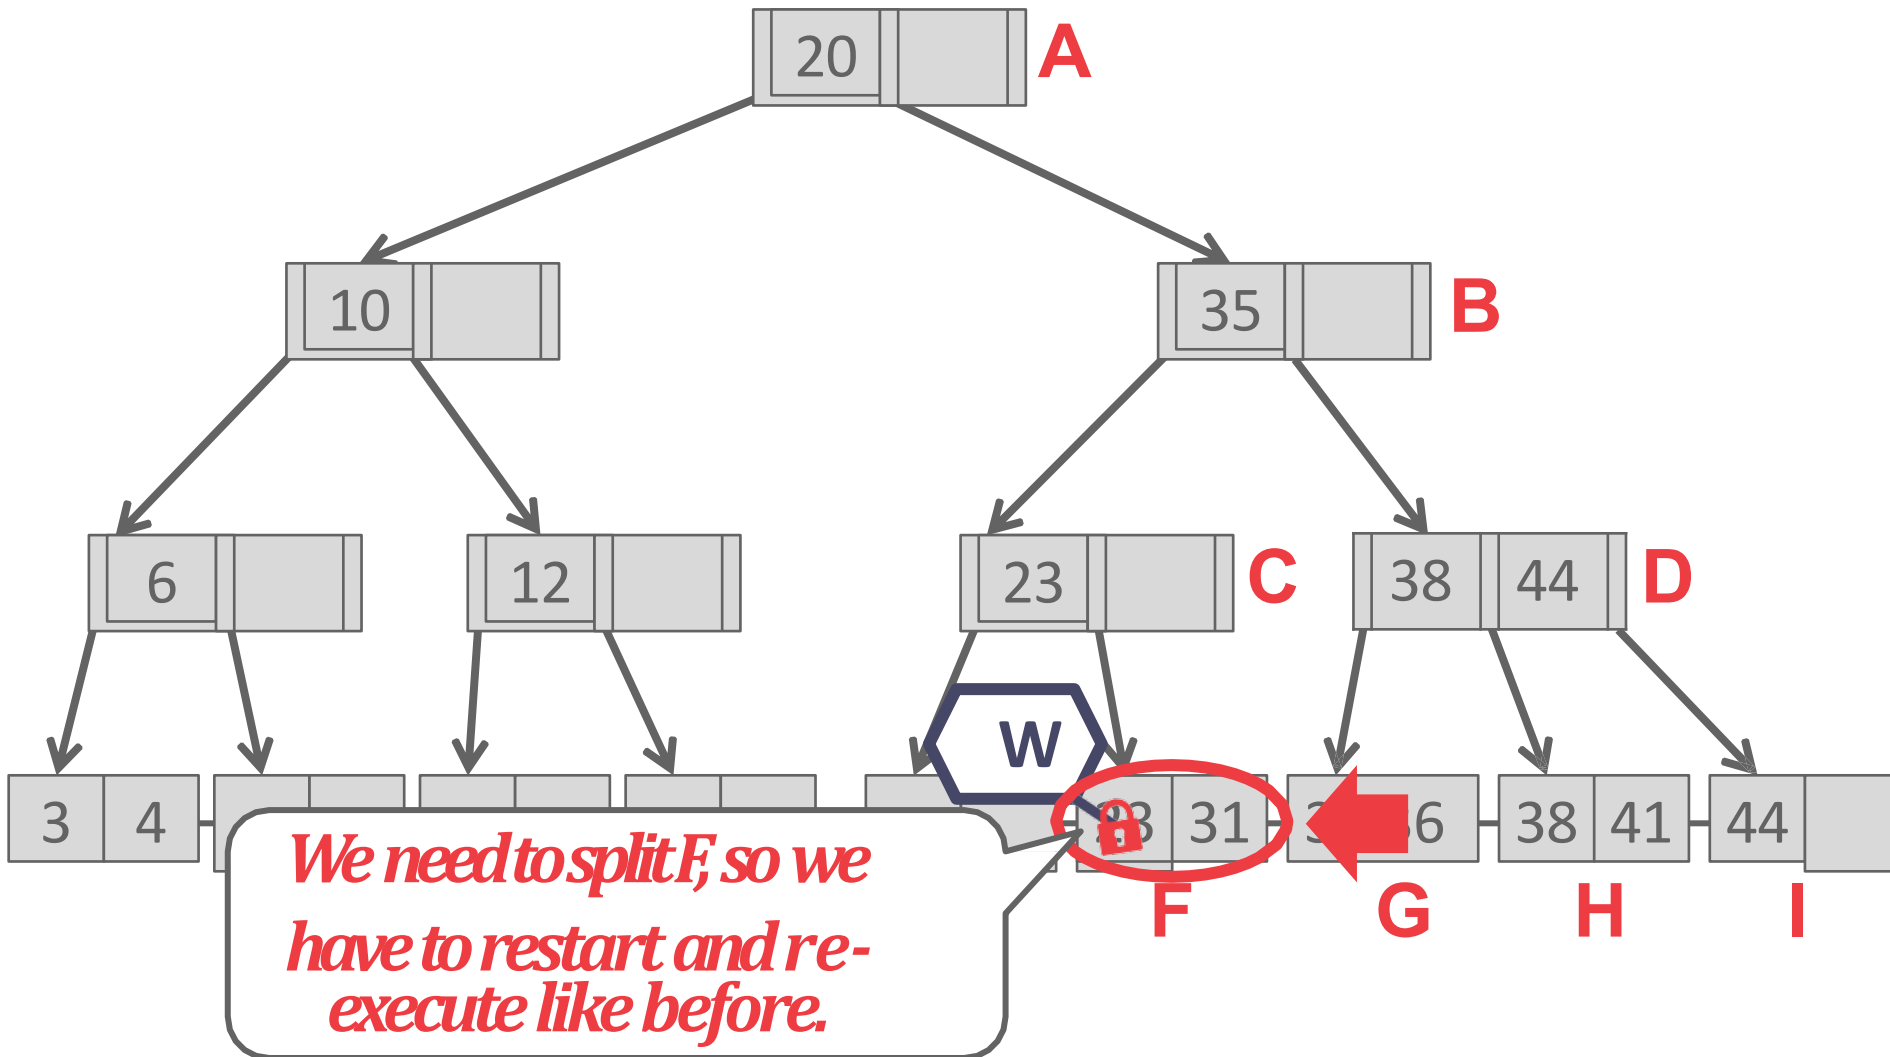 20 A
10 35 B
6 12 23 C 38 44 D
W
3 4 31 38 41 44
F G H I
We need to split F, so we
have to restart and re-
execute like before.